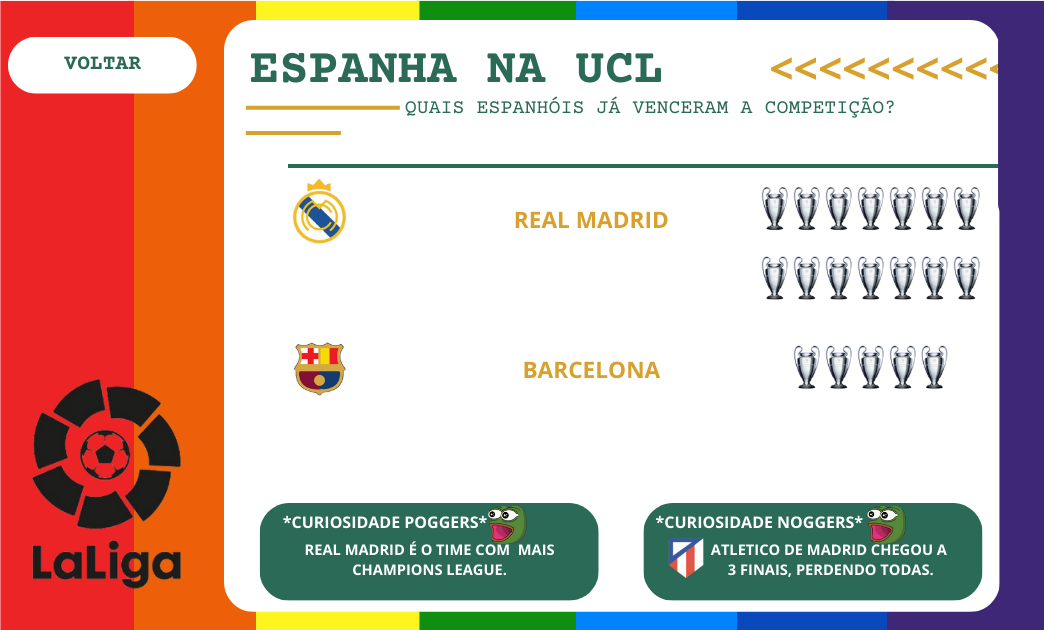 VOLTAR
ESPANHA NA UCL
<<<<<<<<<<
QUAIS ESPANHÓIS JÁ VENCERAM A COMPETIÇÃO?
REAL MADRID
BARCELONA
LaLiga
*CURIOSIDADE POGGERS*
REAL MADRID É O TIME COM MAIS
CHAMPIONS LEAGUE.
*CURIOSIDADE NOGGERS*
ATLETICO DE MADRID CHEGOU A
3 FINAIS, PERDENDO TODAS.